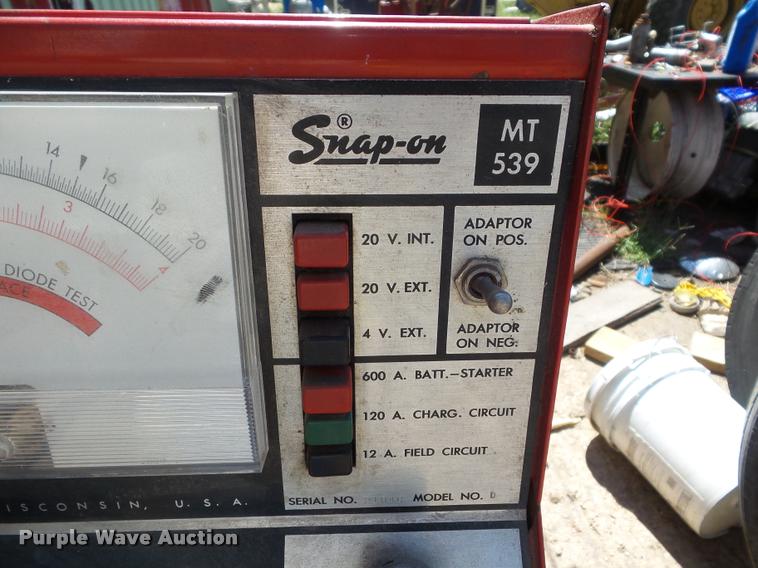 Snap-on ®
MT
539
14
16
18
20
3
4
DIODE TEST
20 V. INT.
20 V. EXT.
4 V. EXT.
ADAPTOR
ON POS.
ADAPTOR
ON NEG.
600 A. BATT.—STARTER
120 A. CHARG. CIRCUIT
12 A. FIELD CIRCUIT
SERIAL NO. MODEL NO. D
ISCONSIN, U.S.A.
Purple Wave Auction